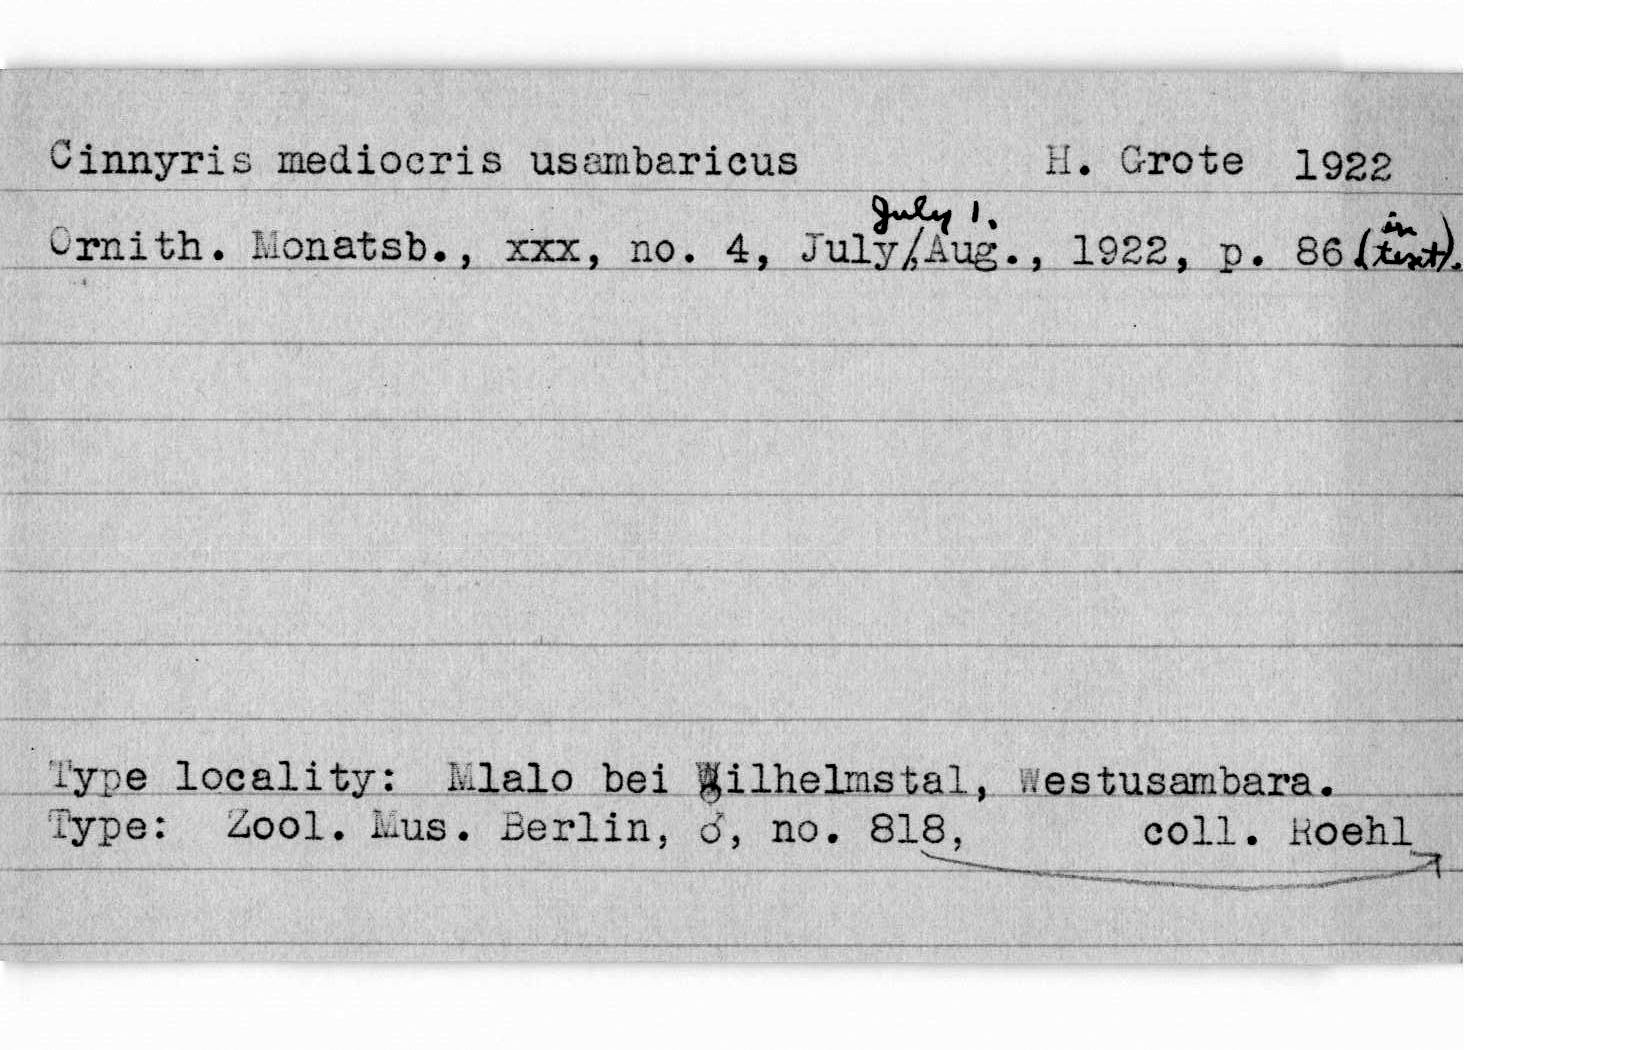 Cinnyris mediocris usambaricus H. Grote 1922
July 1.
Ornith. Monatsb., xxx, no. 4, July/Aug., 1922, p. 86 (in text).
Type locality: Mlalo bei Wilhelmstal, Westusambara.
Type: Zool. Mus. Berlin, ♂, no. 818, coll. Roehl